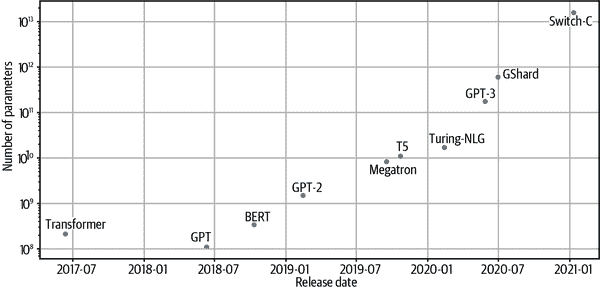 Number of parameters
10¹³
10¹²
10¹¹
10¹⁰
10⁹
10⁸
Switch-C
GShard
GPT-3
Turing-NLG
T5
Megatron
GPT-2
BERT
Transformer
GPT
2017-07 2018-01 2018-07 2019-01 2019-07 2020-01 2020-07 2021-01
Release date